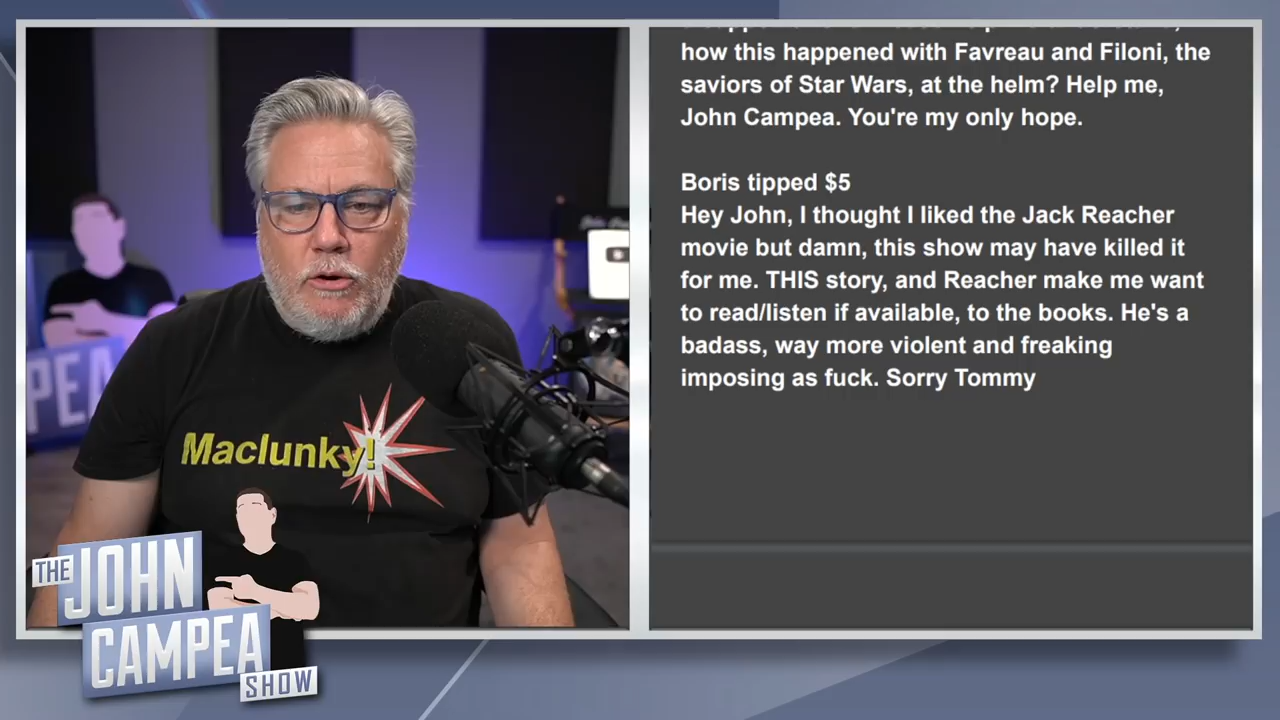 how this happened with Favreau and Filoni, the
saviors of Star Wars, at the helm? Help me,
John Campea. You're my only hope.
Boris tipped $5
Hey John, I thought I liked the Jack Reacher
movie but damn, this show may have killed it
for me. THIS story, and Reacher make me want
to read/listen if available, to the books. He's a
badass, way more violent and freaking
imposing as fuck. Sorry Tommy
Maclunky!
PEA
THE
JOHN
CAMPEA
SHOW